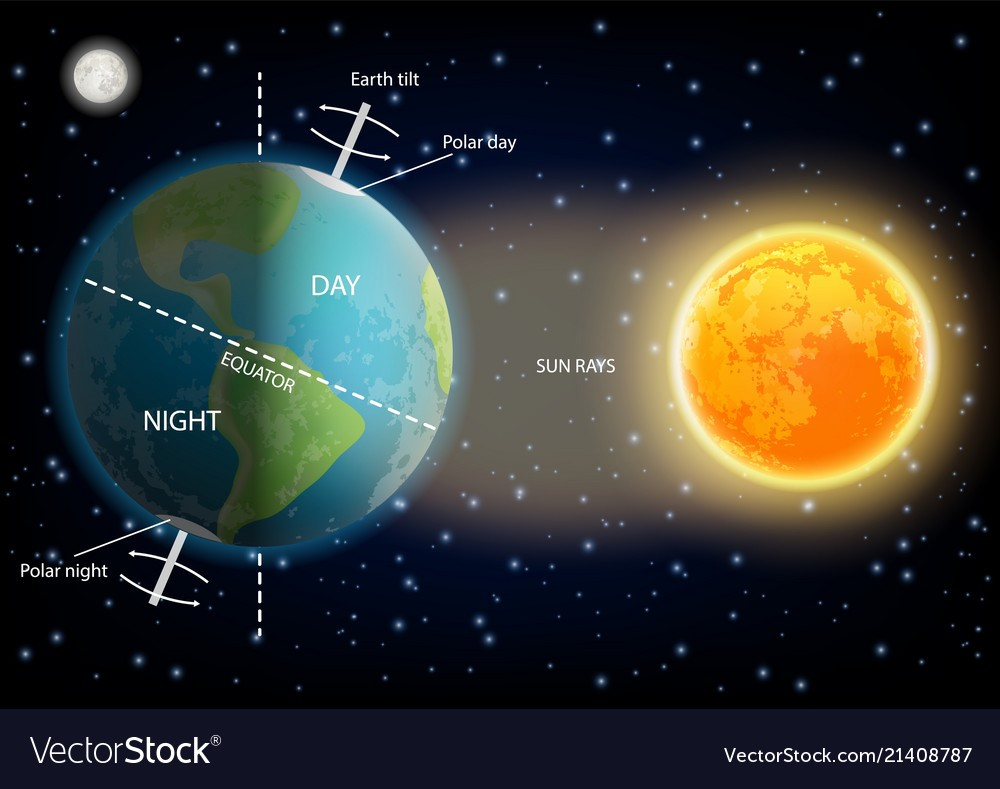 Earth tilt
Polar day
DAY
SUN RAYS
EQUATOR
NIGHT
Polar night
VectorStock®
VectorStock.com/21408787